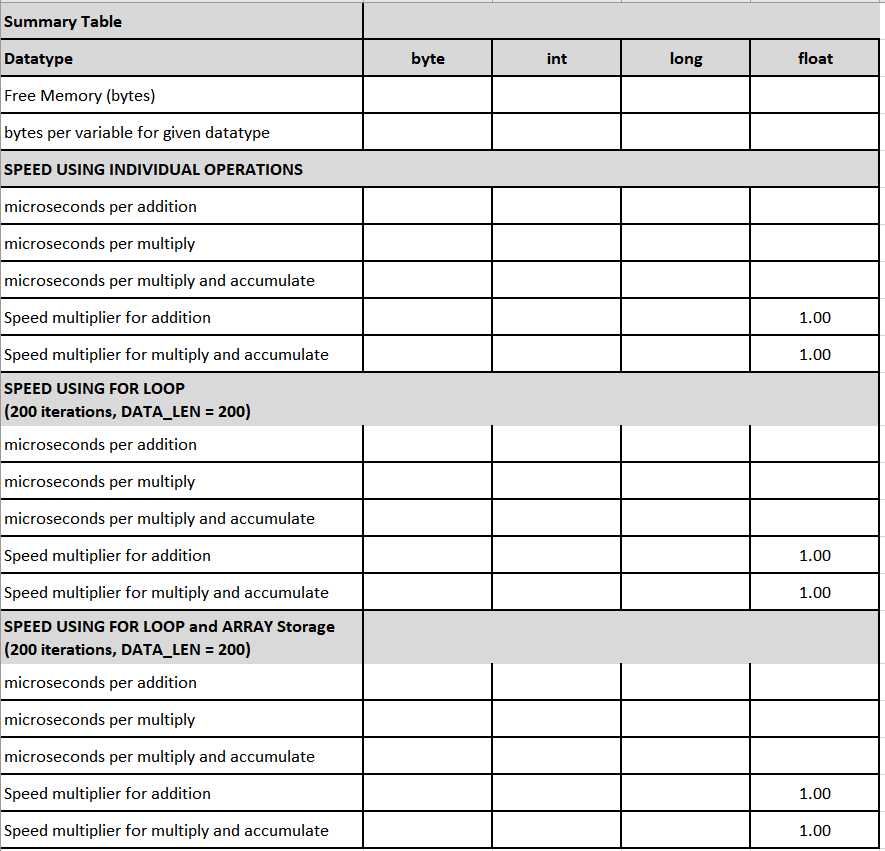 Summary Table
Datatype byte int long float
Free Memory (bytes)
bytes per variable for given datatype
SPEED USING INDIVIDUAL OPERATIONS
microseconds per addition
microseconds per multiply
microseconds per multiply and accumulate
Speed multiplier for addition 1.00
Speed multiplier for multiply and accumulate 1.00
SPEED USING FOR LOOP
(200 iterations, DATA_LEN = 200)
microseconds per addition
microseconds per multiply
microseconds per multiply and accumulate
Speed multiplier for addition 1.00
Speed multiplier for multiply and accumulate 1.00
SPEED USING FOR LOOP and ARRAY Storage
(200 iterations, DATA_LEN = 200)
microseconds per addition
microseconds per multiply
microseconds per multiply and accumulate
Speed multiplier for addition 1.00
Speed multiplier for multiply and accumulate 1.00